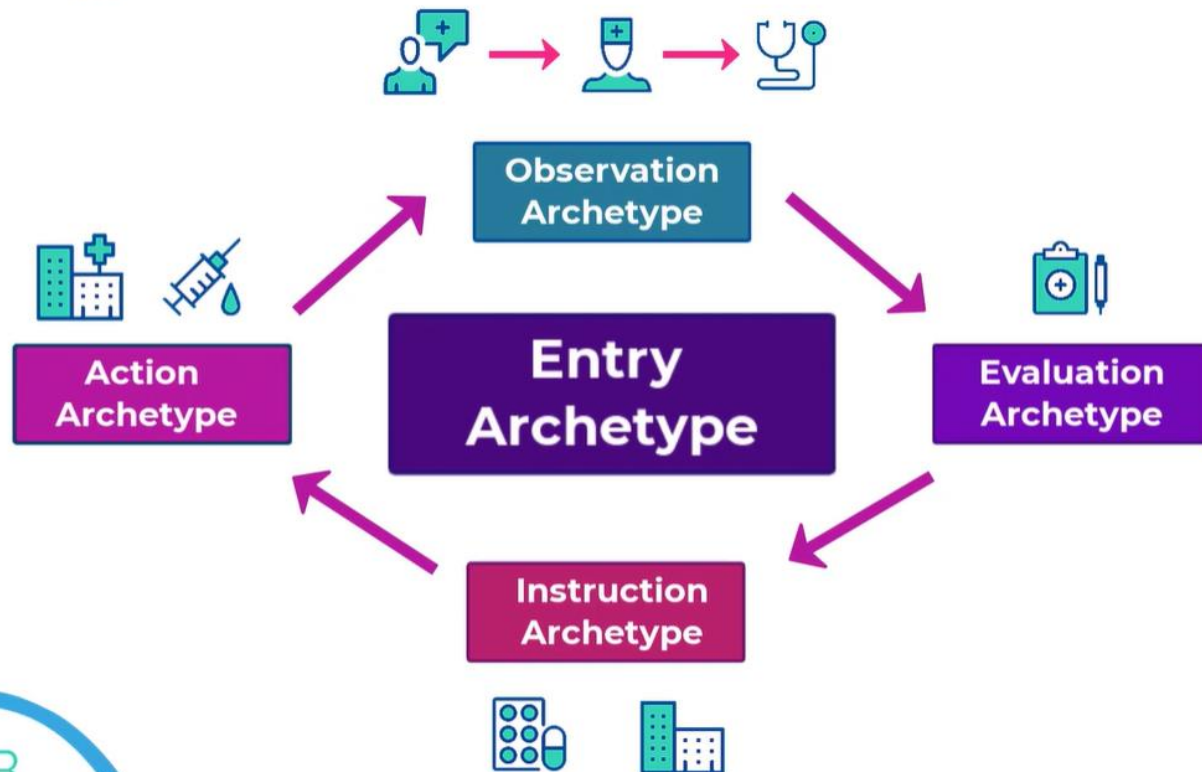 Observation
Archetype
Action
Archetype
Entry
Archetype
Evaluation
Archetype
Instruction
Archetype
R